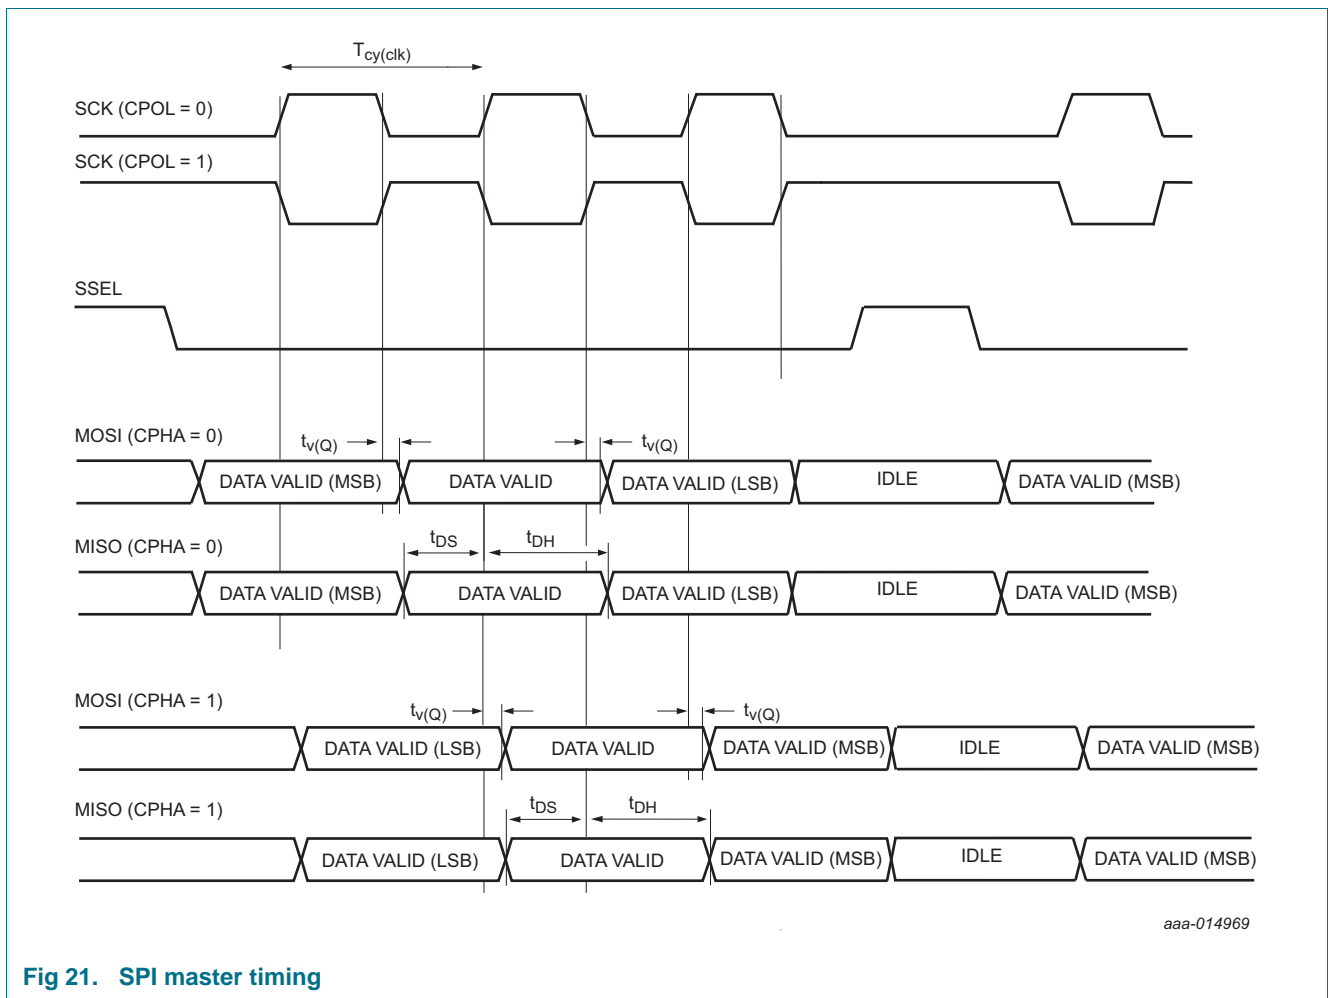 Tcy(clk)
SCK (CPOL = 0)
SCK (CPOL = 1)
SSEL
MOSI (CPHA = 0)
tv(Q)
tv(Q)
DATA VALID (MSB)
DATA VALID
DATA VALID (LSB)
IDLE
DATA VALID (MSB)
MISO (CPHA = 0)
tDS
tDH
DATA VALID (MSB)
DATA VALID
DATA VALID (LSB)
IDLE
DATA VALID (MSB)
MOSI (CPHA = 1)
tv(Q)
tv(Q)
DATA VALID (LSB)
DATA VALID
DATA VALID (MSB)
IDLE
DATA VALID (MSB)
MISO (CPHA = 1)
tDS
tDH
DATA VALID (LSB)
DATA VALID
DATA VALID (MSB)
IDLE
DATA VALID (MSB)
aaa-014969
Fig 21. SPI master timing